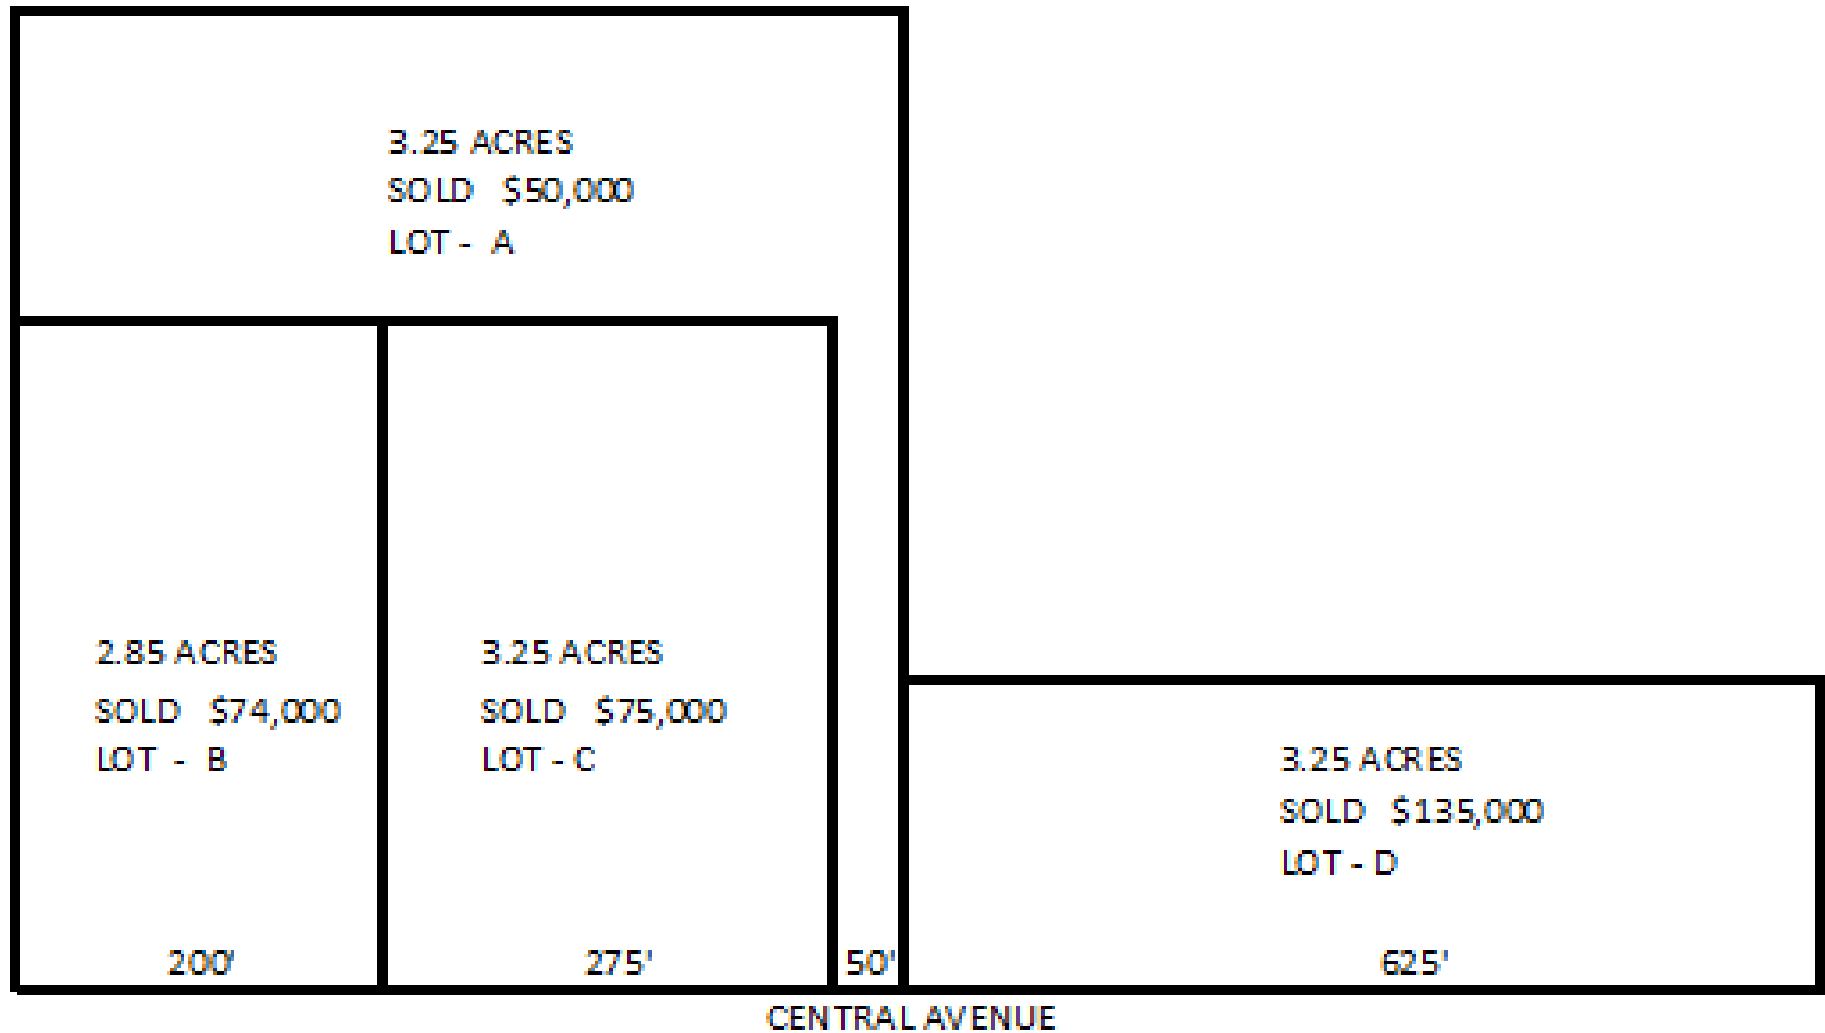 3.25 ACRES
SOLD $50,000
LOT - A
2.85 ACRES
SOLD $74,000
LOT - B
3.25 ACRES
SOLD $75,000
LOT - C
3.25 ACRES
SOLD $135,000
LOT - D
200'
275'
50'
625'
CENTRAL AVENUE